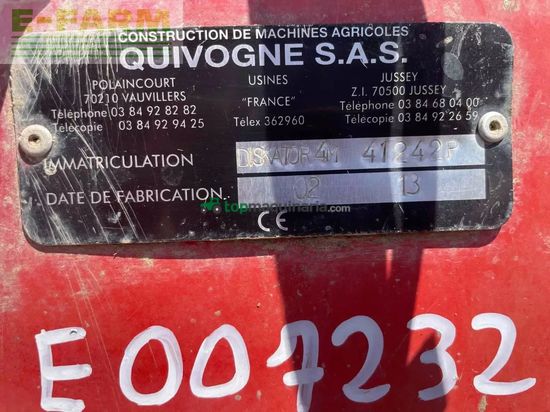 E-FARM
CONSTRUCTION DE MACHINES AGRICOLES
QUIVOGNE S.A.S.
POLAINCOURT USINES JUSSEY
70210 VAUVILLERS "FRANCE" Z.I. 70500 JUSSEY
Téléphone 03 84 92 82 82 Téléphone 03 84 68 04 00
Télécopie 03 84 92 94 25 Télex 362960 Télécopie 03 84 92 26 59
IMMATRICULATION DISKATOR 4M 41242P
DATE DE FABRICATION 02 13
topmaquinaria.com
CE
E007232